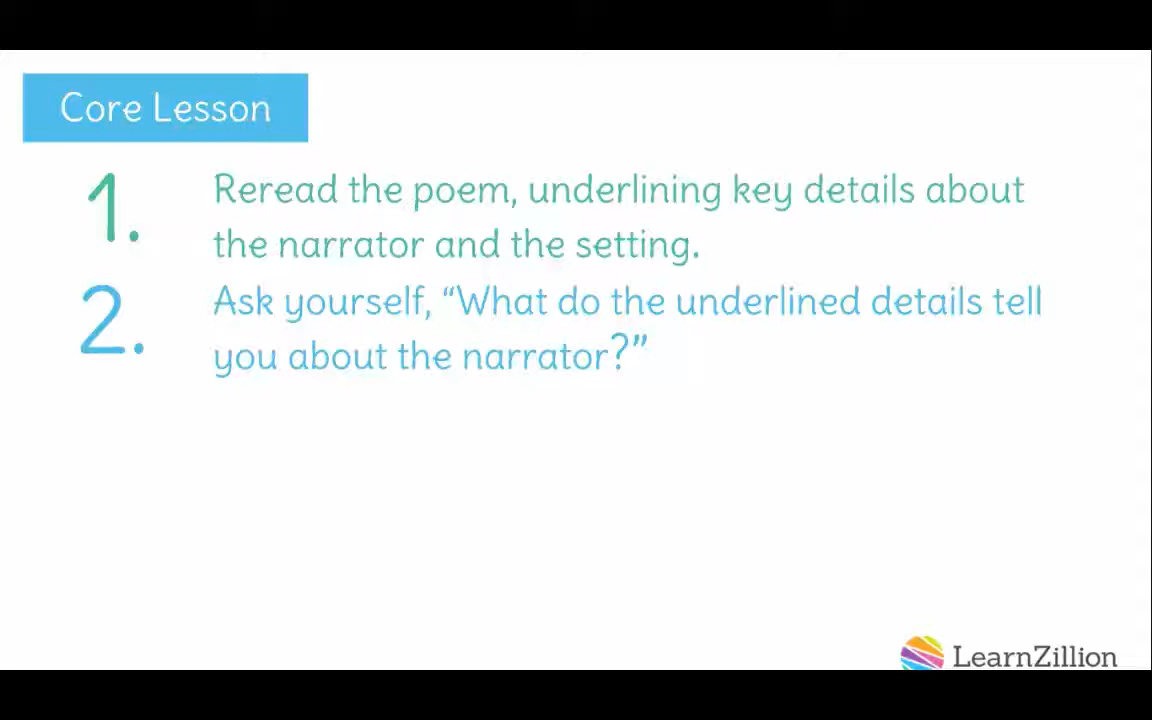 Core Lesson
1.
Reread the poem, underlining key details about
the narrator and the setting.
2.
Ask yourself, “What do the underlined details tell
you about the narrator?”
LearnZillion